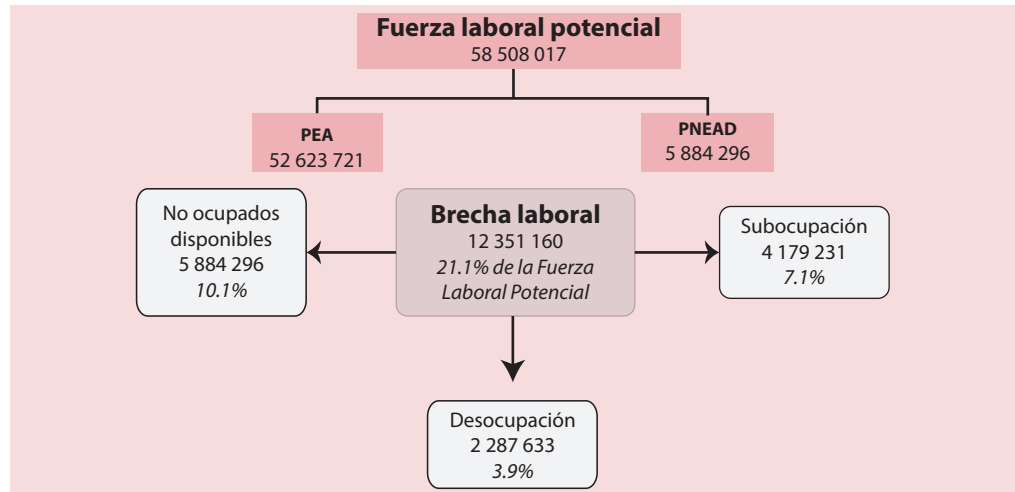 Fuerza laboral potencial
58 508 017
PEA
52 623 721
PNEAD
5 884 296
No ocupados
disponibles
5 884 296
10.1%
Brecha laboral
12 351 160
21.1% de la Fuerza
Laboral Potencial
Subocupación
4 179 231
7.1%
Desocupación
2 287 633
3.9%